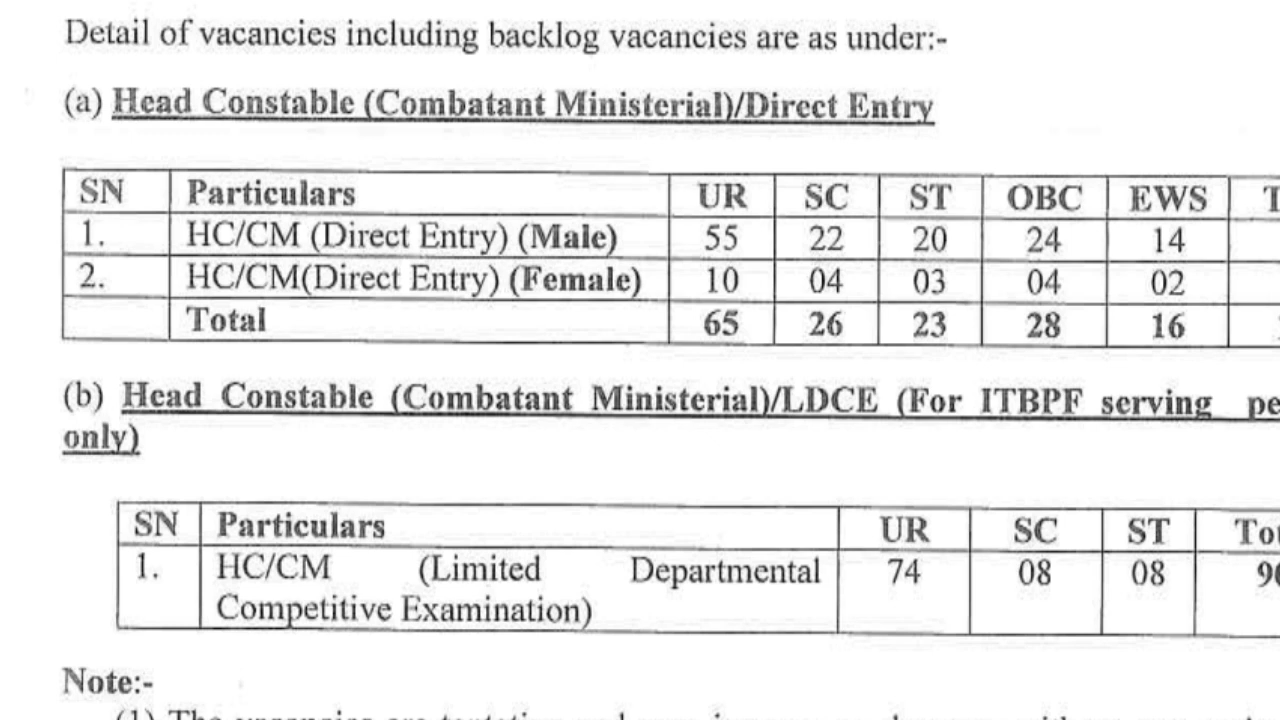 Detail of vacancies including backlog vacancies are as under:-
(a) Head Constable (Combatant Ministerial)/Direct Entry
SN Particulars UR SC ST OBC EWS
1. HC/CM (Direct Entry) (Male) 55 22 20 24 14
2. HC/CM(Direct Entry) (Female) 10 04 03 04 02
Total 65 26 23 28 16
(b) Head Constable (Combatant Ministerial)/LDCE (For ITBPF serving
only)
SN Particulars UR SC ST
1. HC/CM (Limited Departmental 74 08 08
Competitive Examination)
Note:-